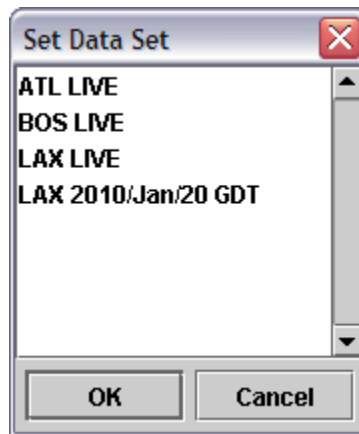 Set Data Set
ATL LIVE
BOS LIVE
LAX LIVE
LAX 2010/Jan/20 GDT
OK
Cancel